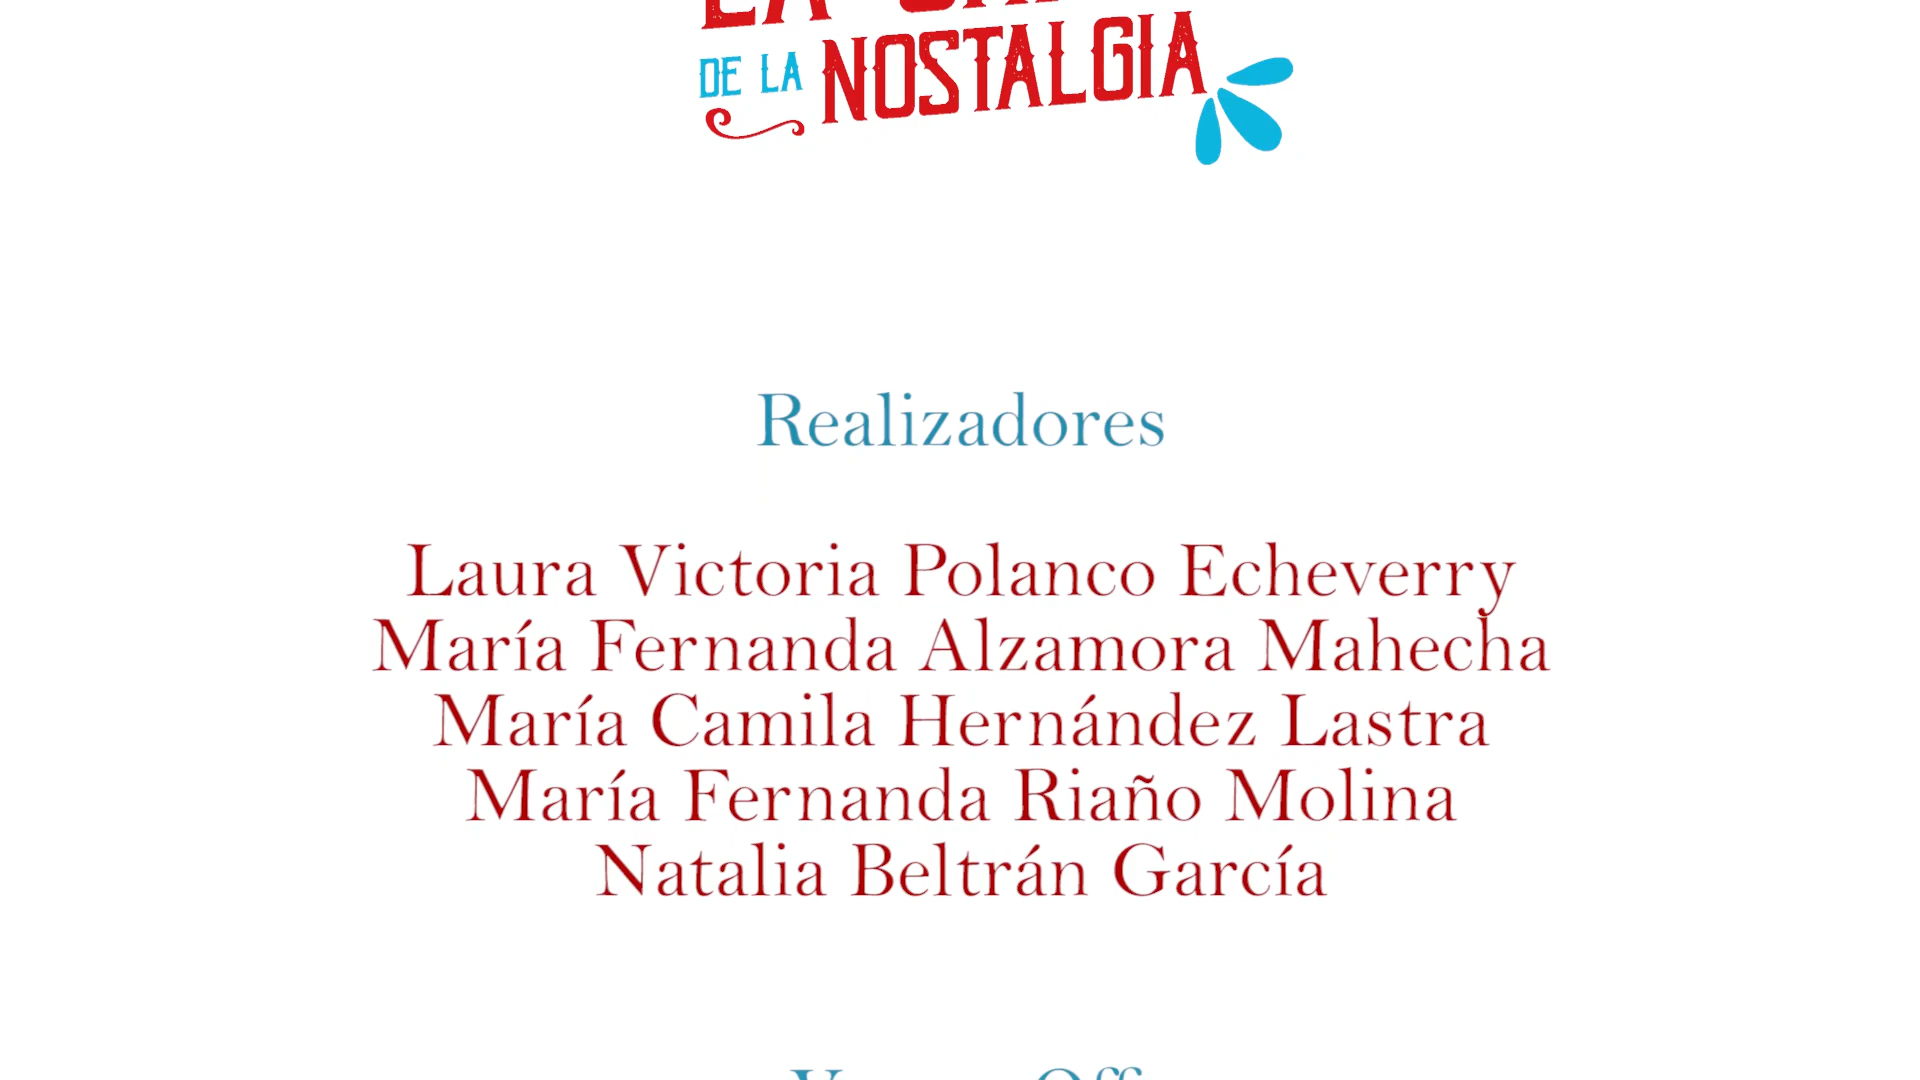 LA
DE LA NOSTALGIA
Realizadores
Laura Victoria Polanco Echeverry
María Fernanda Alzamora Mahecha
María Camila Hernández Lastra
María Fernanda Riaño Molina
Natalia Beltrán García